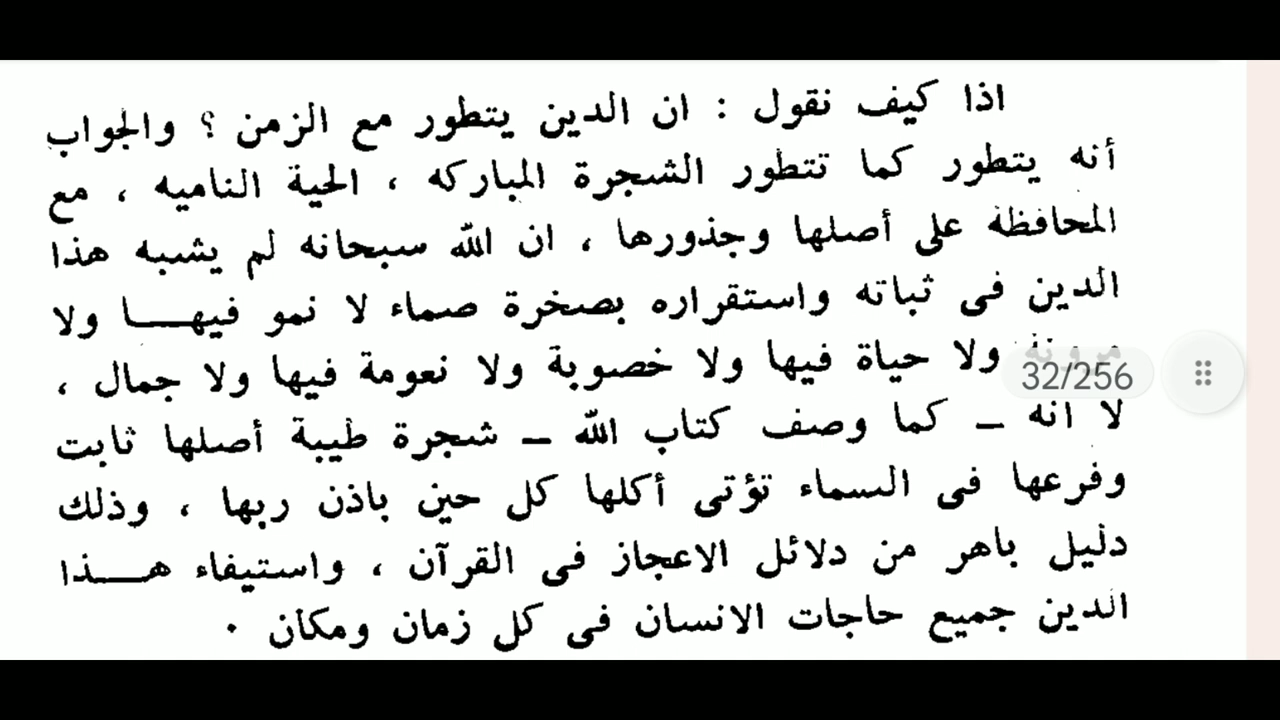 اذا كيف نقول : ان الدين يتطور مع الزمن ؟ والجواب
أنه يتطور كما تتطور الشجرة المباركه ، الحية الناميه ، مع
المحافظة على أصلها وجذورها ، ان الله سبحانه لم يشبه هذا
الدين فى ثباته واستقراره بصخرة صماء لا نمو فيهـــا ولا
ولا حياة فيها ولا خصوبة ولا نعومة فيها ولا جمال ،
32/256
لا انه ــ كما وصف كتاب الله ــ شجرة طيبة أصلها ثابت
وفرعها فى السماء تؤتى أكلها كل حين باذن ربها ، وذلك
دليل باهر من دلائل الاعجاز فى القرآن ، واستيفاء هـــذا
الدين جميع حاجات الانسان فى كل زمان ومكان ٠